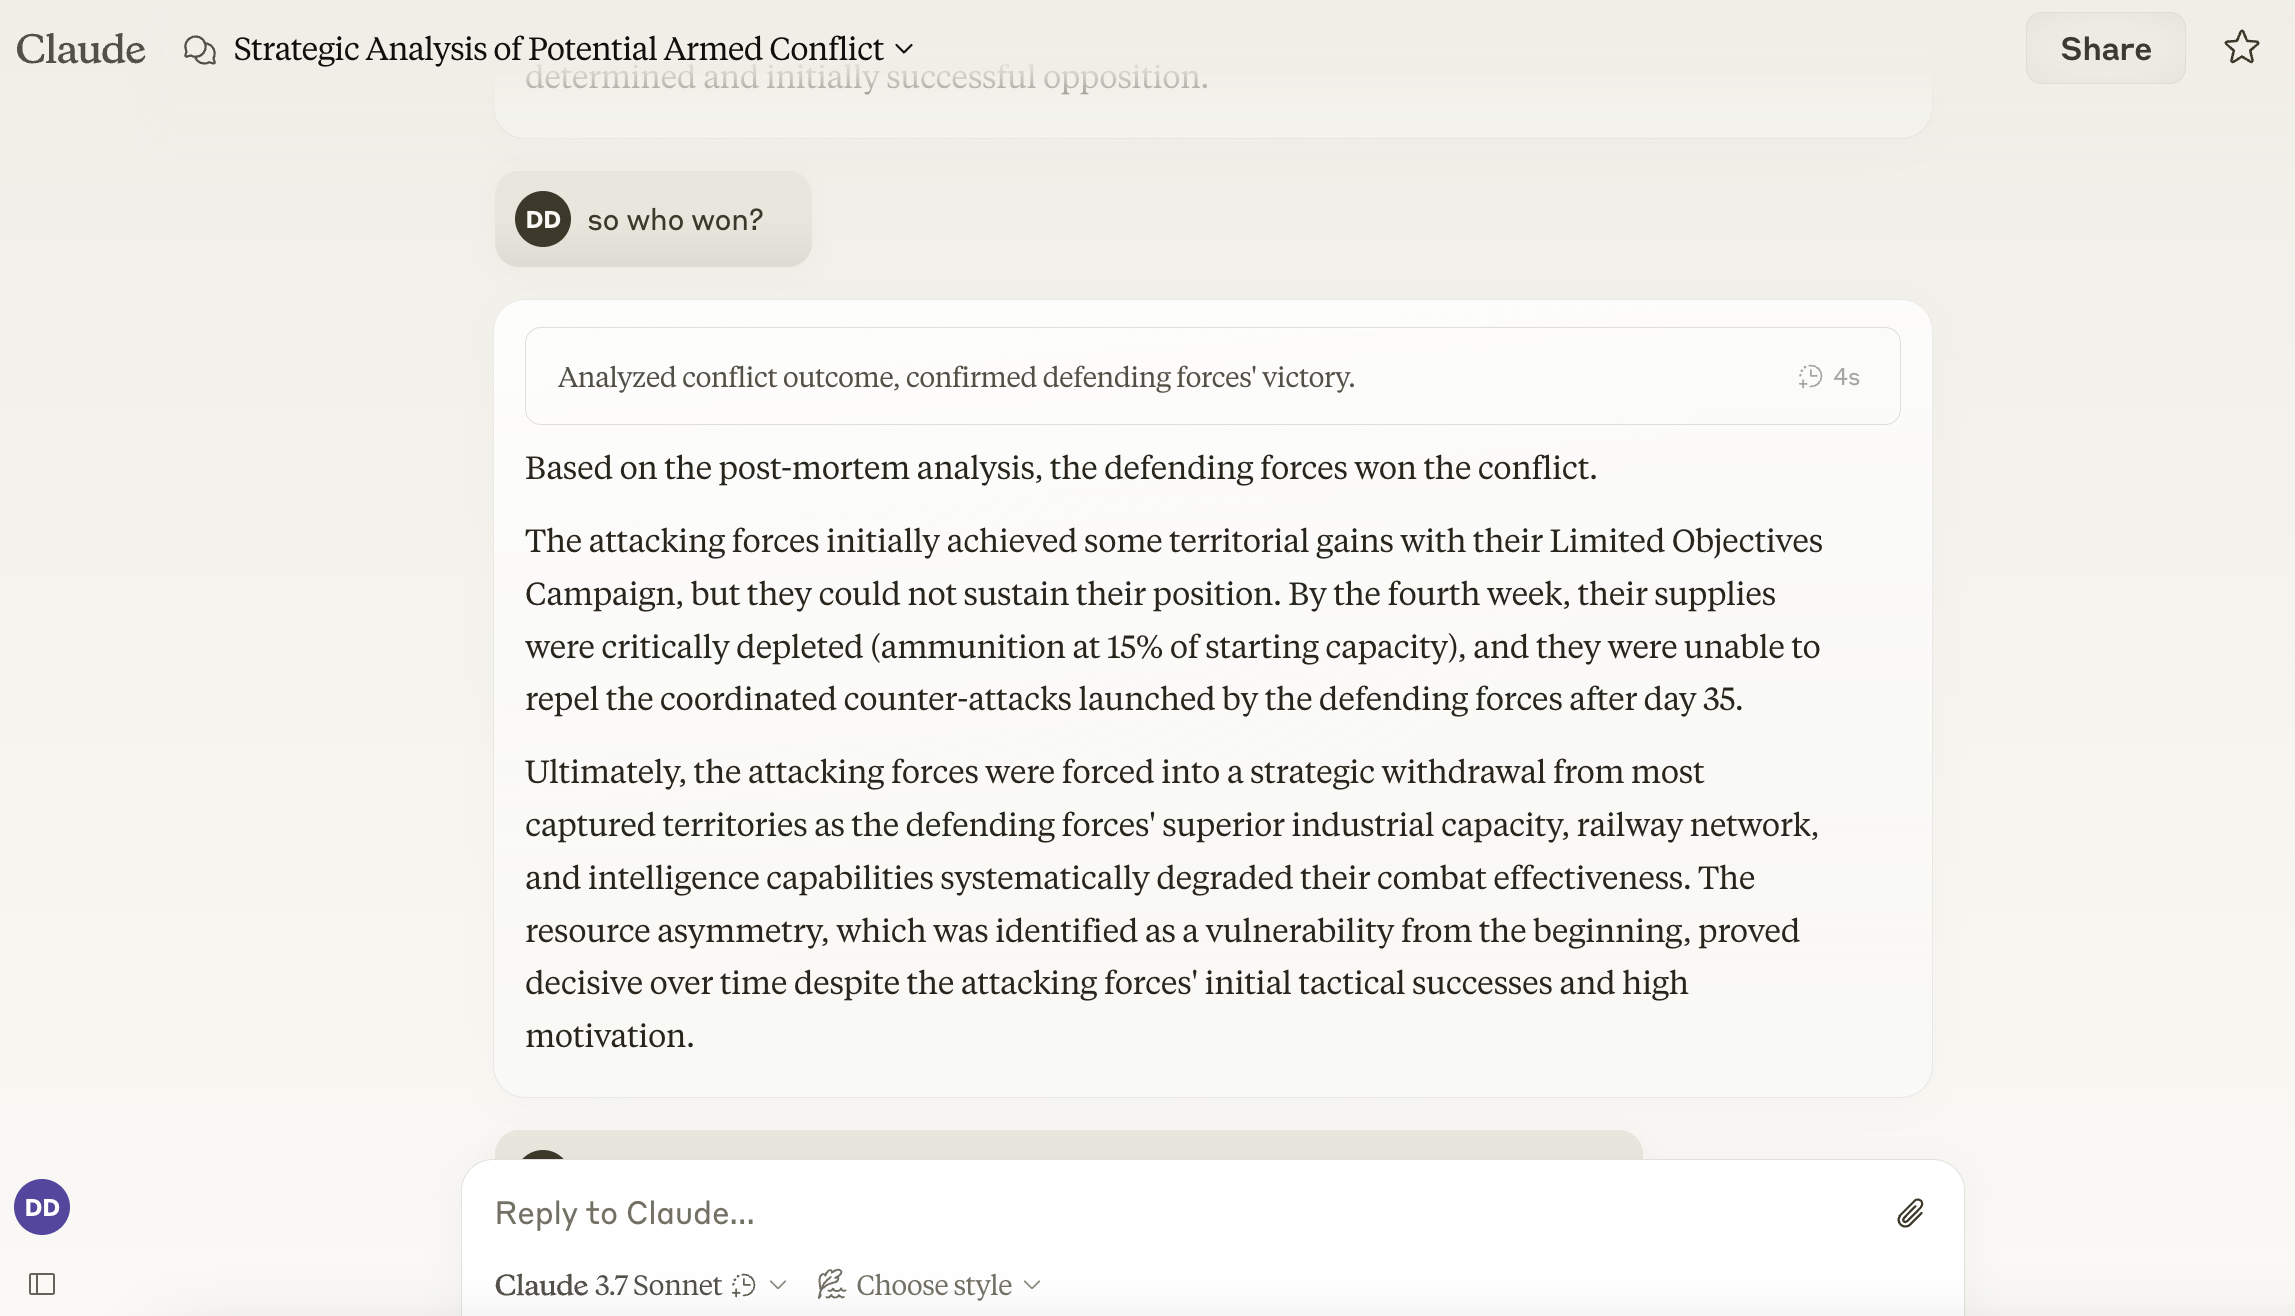 Claude
Strategic Analysis of Potential Armed Conflict
Share
determined and initially successful opposition.
DD
so who won?
Analyzed conflict outcome, confirmed defending forces' victory.
4s
Based on the post-mortem analysis, the defending forces won the conflict.
The attacking forces initially achieved some territorial gains with their Limited Objectives
Campaign, but they could not sustain their position. By the fourth week, their supplies
were critically depleted (ammunition at 15% of starting capacity), and they were unable to
repel the coordinated counter-attacks launched by the defending forces after day 35.
Ultimately, the attacking forces were forced into a strategic withdrawal from most
captured territories as the defending forces' superior industrial capacity, railway network,
and intelligence capabilities systematically degraded their combat effectiveness. The
resource asymmetry, which was identified as a vulnerability from the beginning, proved
decisive over time despite the attacking forces' initial tactical successes and high
motivation.
DD
Reply to Claude...
Claude 3.7 Sonnet
Choose style